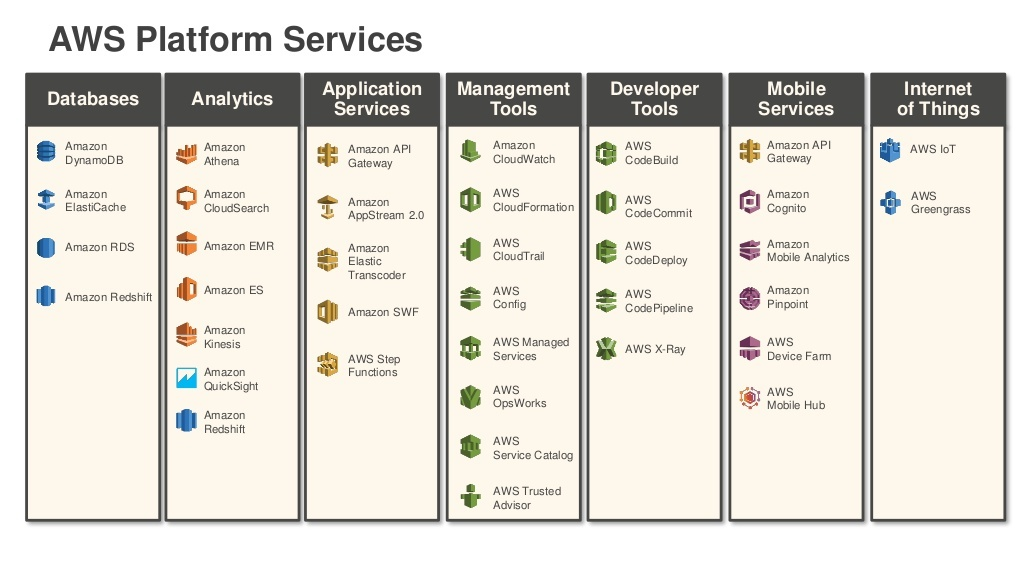 AWS Platform Services
Databases
Amazon
DynamoDB
Amazon
ElastiCache
Amazon RDS
Amazon Redshift
Analytics
Amazon
Athena
Amazon
CloudSearch
Amazon EMR
Amazon ES
Amazon
Kinesis
Amazon
QuickSight
Amazon
Redshift
Application
Services
Amazon API
Gateway
Amazon
AppStream 2.0
Amazon
Elastic
Transcoder
Amazon SWF
AWS Step
Functions
Management
Tools
Amazon
CloudWatch
AWS
CloudFormation
AWS
CloudTrail
AWS
Config
AWS Managed
Services
AWS
OpsWorks
AWS
Service Catalog
AWS Trusted
Advisor
Developer
Tools
AWS
CodeBuild
AWS
CodeCommit
AWS
CodeDeploy
AWS
CodePipeline
AWS X-Ray
Mobile
Services
Amazon API
Gateway
Amazon
Cognito
Amazon
Mobile Analytics
Amazon
Pinpoint
AWS
Device Farm
AWS
Mobile Hub
Internet
of Things
AWS IoT
AWS
Greengrass